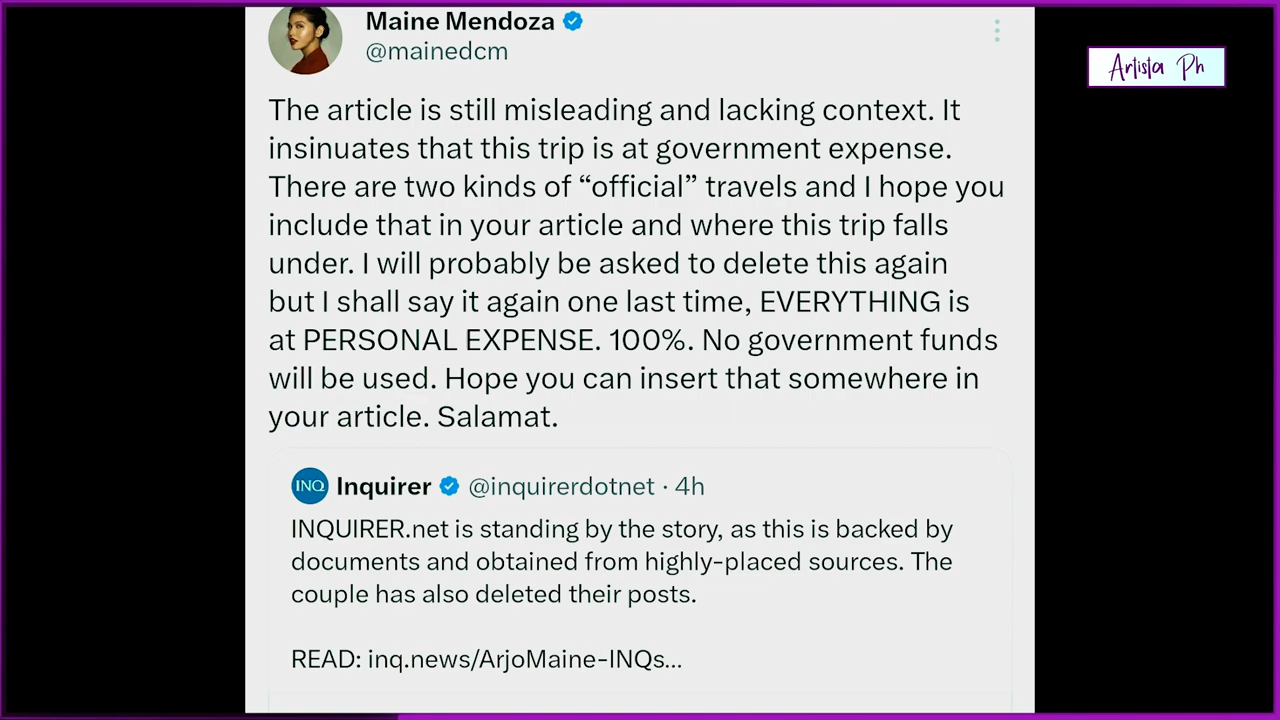 Maine Mendoza
@mainedcm
Artista Ph
The article is still misleading and lacking context. It
insinuates that this trip is at government expense.
There are two kinds of “official” travels and I hope you
include that in your article and where this trip falls
under. I will probably be asked to delete this again
but I shall say it again one last time, EVERYTHING is
at PERSONAL EXPENSE. 100%. No government funds
will be used. Hope you can insert that somewhere in
your article. Salamat.
INQ Inquirer @inquirerdotnet · 4h
INQUIRER.net is standing by the story, as this is backed by
documents and obtained from highly-placed sources. The
couple has also deleted their posts.
READ: inq.news/ArjoMaine-INQs...